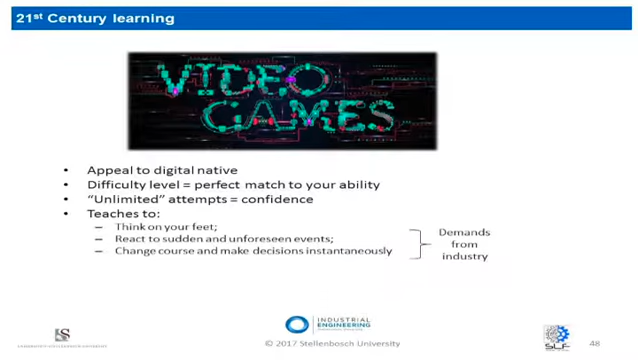 21st Century learning
VIDEO
GAMES
• Appeal to digital native
• Difficulty level = perfect match to your ability
• “Unlimited” attempts = confidence
• Teaches to:
– Think on your feet;
– React to sudden and unforeseen events;
– Change course and make decisions instantaneously
Demands
from
industry
INDUSTRIAL
ENGINEERING
© 2017 Stellenbosch University
SLF
48